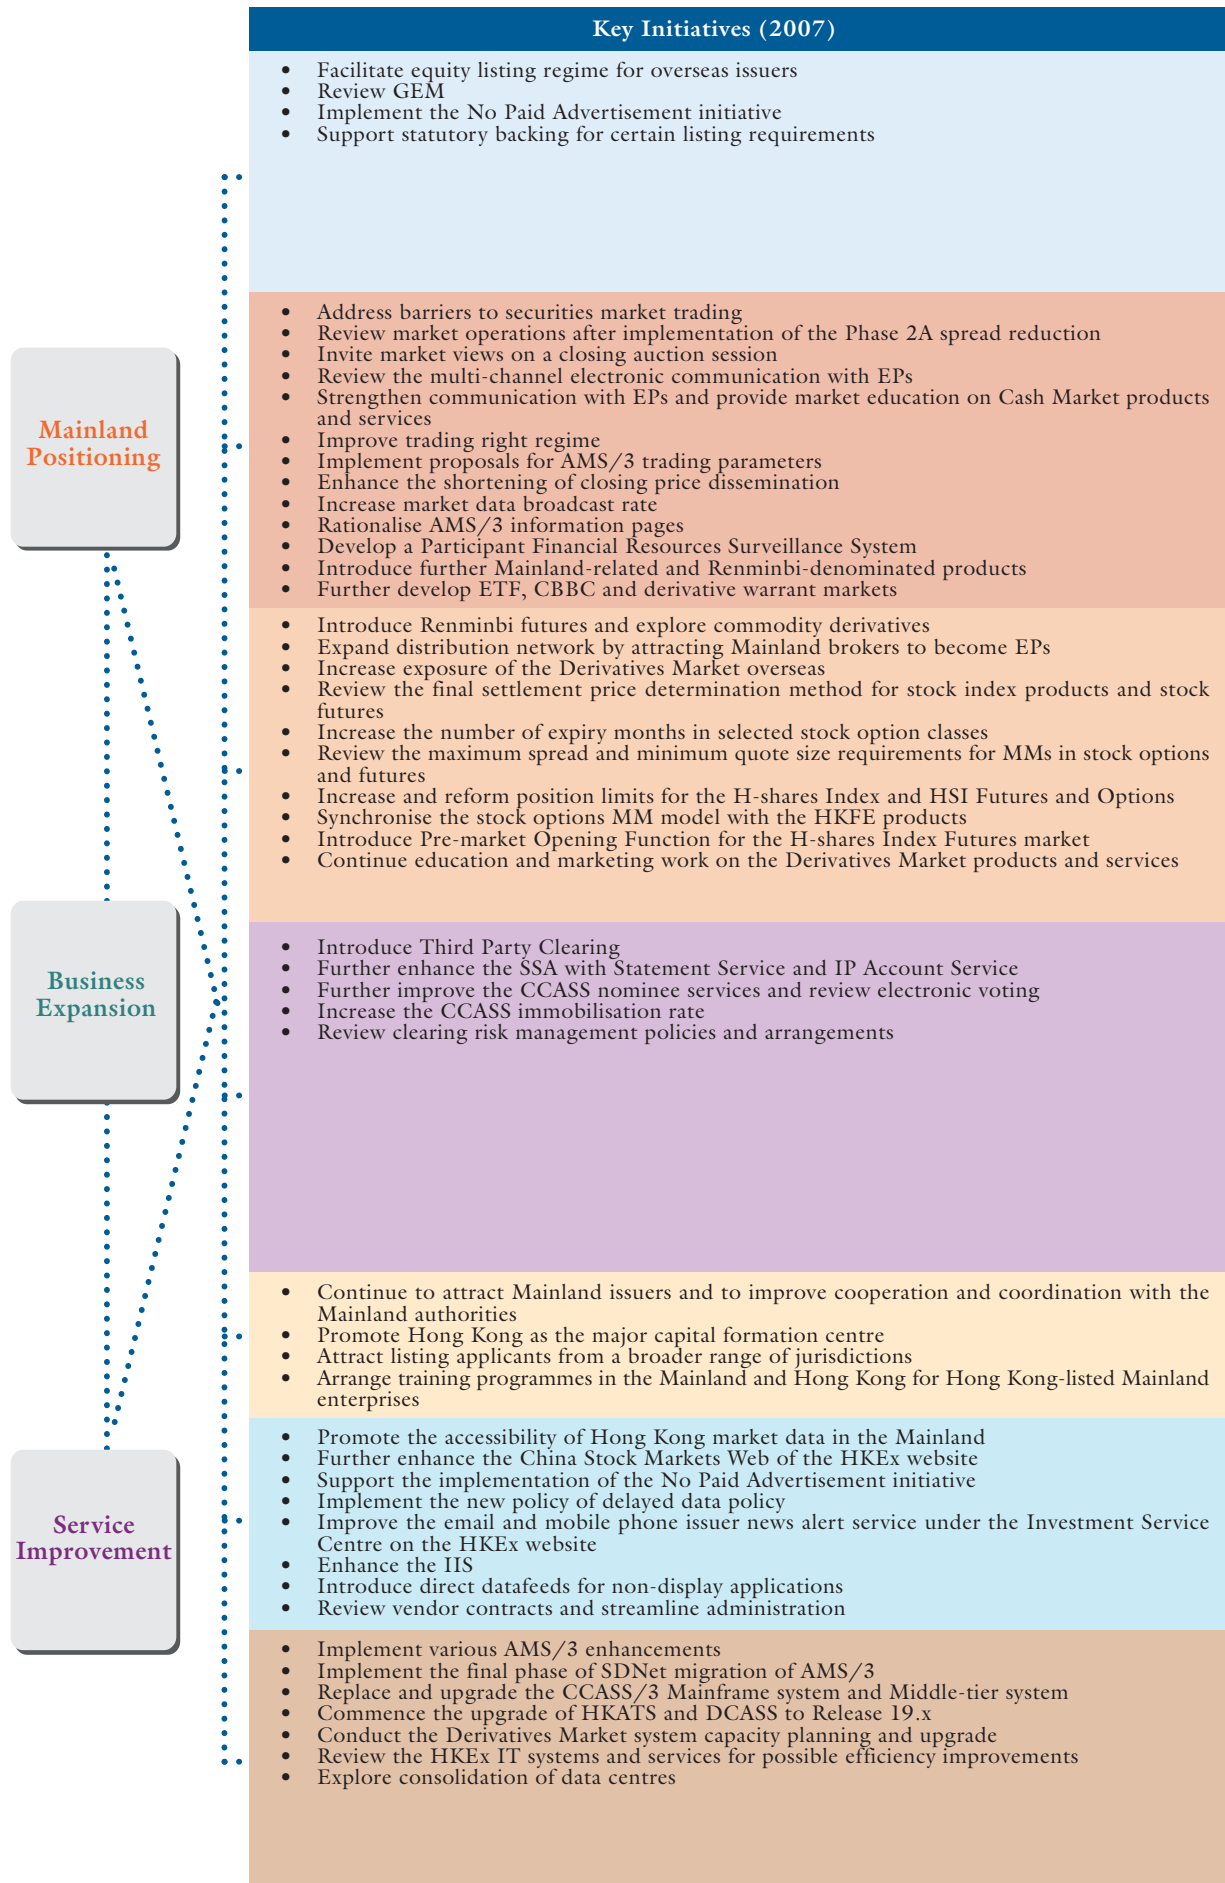 Key Initiatives (2007)
• Facilitate equity listing regime for overseas issuers
• Review GEM
• Implement the No Paid Advertisement initiative
• Support statutory backing for certain listing requirements
• Address barriers to securities market trading
• Review market operations after implementation of the Phase 2A spread reduction
• Invite market views on a closing auction session
• Review the multi-channel electronic communication with EPs
• Strengthen communication with EPs and provide market education on Cash Market products
and services
• Improve trading right regime
• Implement proposals for AMS/3 trading parameters
• Enhance the shortening of closing price dissemination
• Increase market data broadcast rate
• Rationalise AMS/3 information pages
• Develop a Participant Financial Resources Surveillance System
• Introduce further Mainland-related and Renminbi-denominated products
• Further develop ETF, CBBC and derivative warrant markets
Mainland
Positioning
• Introduce Renminbi futures and explore commodity derivatives
• Expand distribution network by attracting Mainland brokers to become EPs
• Increase exposure of the Derivatives Market overseas
• Review the final settlement price determination method for stock index products and stock
futures
• Increase the number of expiry months in selected stock option classes
• Review the maximum spread and minimum quote size requirements for MMs in stock options
and futures
• Increase and reform position limits for the H-shares Index and HSI Futures and Options
• Synchronise the stock options MM model with the HKFE products
• Introduce Pre-market Opening Function for the H-shares Index Futures market
• Continue education and marketing work on the Derivatives Market products and services
Business
Expansion
• Introduce Third Party Clearing
• Further enhance the SSA with Statement Service and IP Account Service
• Further improve the CCASS nominee services and review electronic voting
• Increase the CCASS immobilisation rate
• Review clearing risk management policies and arrangements
• Continue to attract Mainland issuers and to improve cooperation and coordination with the
Mainland authorities
• Promote Hong Kong as the major capital formation centre
• Attract listing applicants from a broader range of jurisdictions
• Arrange training programmes in the Mainland and Hong Kong for Hong Kong-listed Mainland
enterprises
• Promote the accessibility of Hong Kong market data in the Mainland
• Further enhance the China Stock Markets Web of the HKEx website
• Support the implementation of the No Paid Advertisement initiative
• Implement the new policy of delayed data policy
• Improve the email and mobile phone issuer news alert service under the Investment Service
Centre on the HKEx website
• Enhance the IIS
• Introduce direct datafeeds for non-display applications
• Review vendor contracts and streamline administration
Service
Improvement
• Implement various AMS/3 enhancements
• Implement the final phase of SDNet migration of AMS/3
• Replace and upgrade the CCASS/3 Mainframe system and Middle-tier system
• Commence the upgrade of HKATS and DCASS to Release 19.x
• Conduct the Derivatives Market system capacity planning and upgrade
• Review the HKEx IT systems and services for possible efficiency improvements
• Explore consolidation of data centres